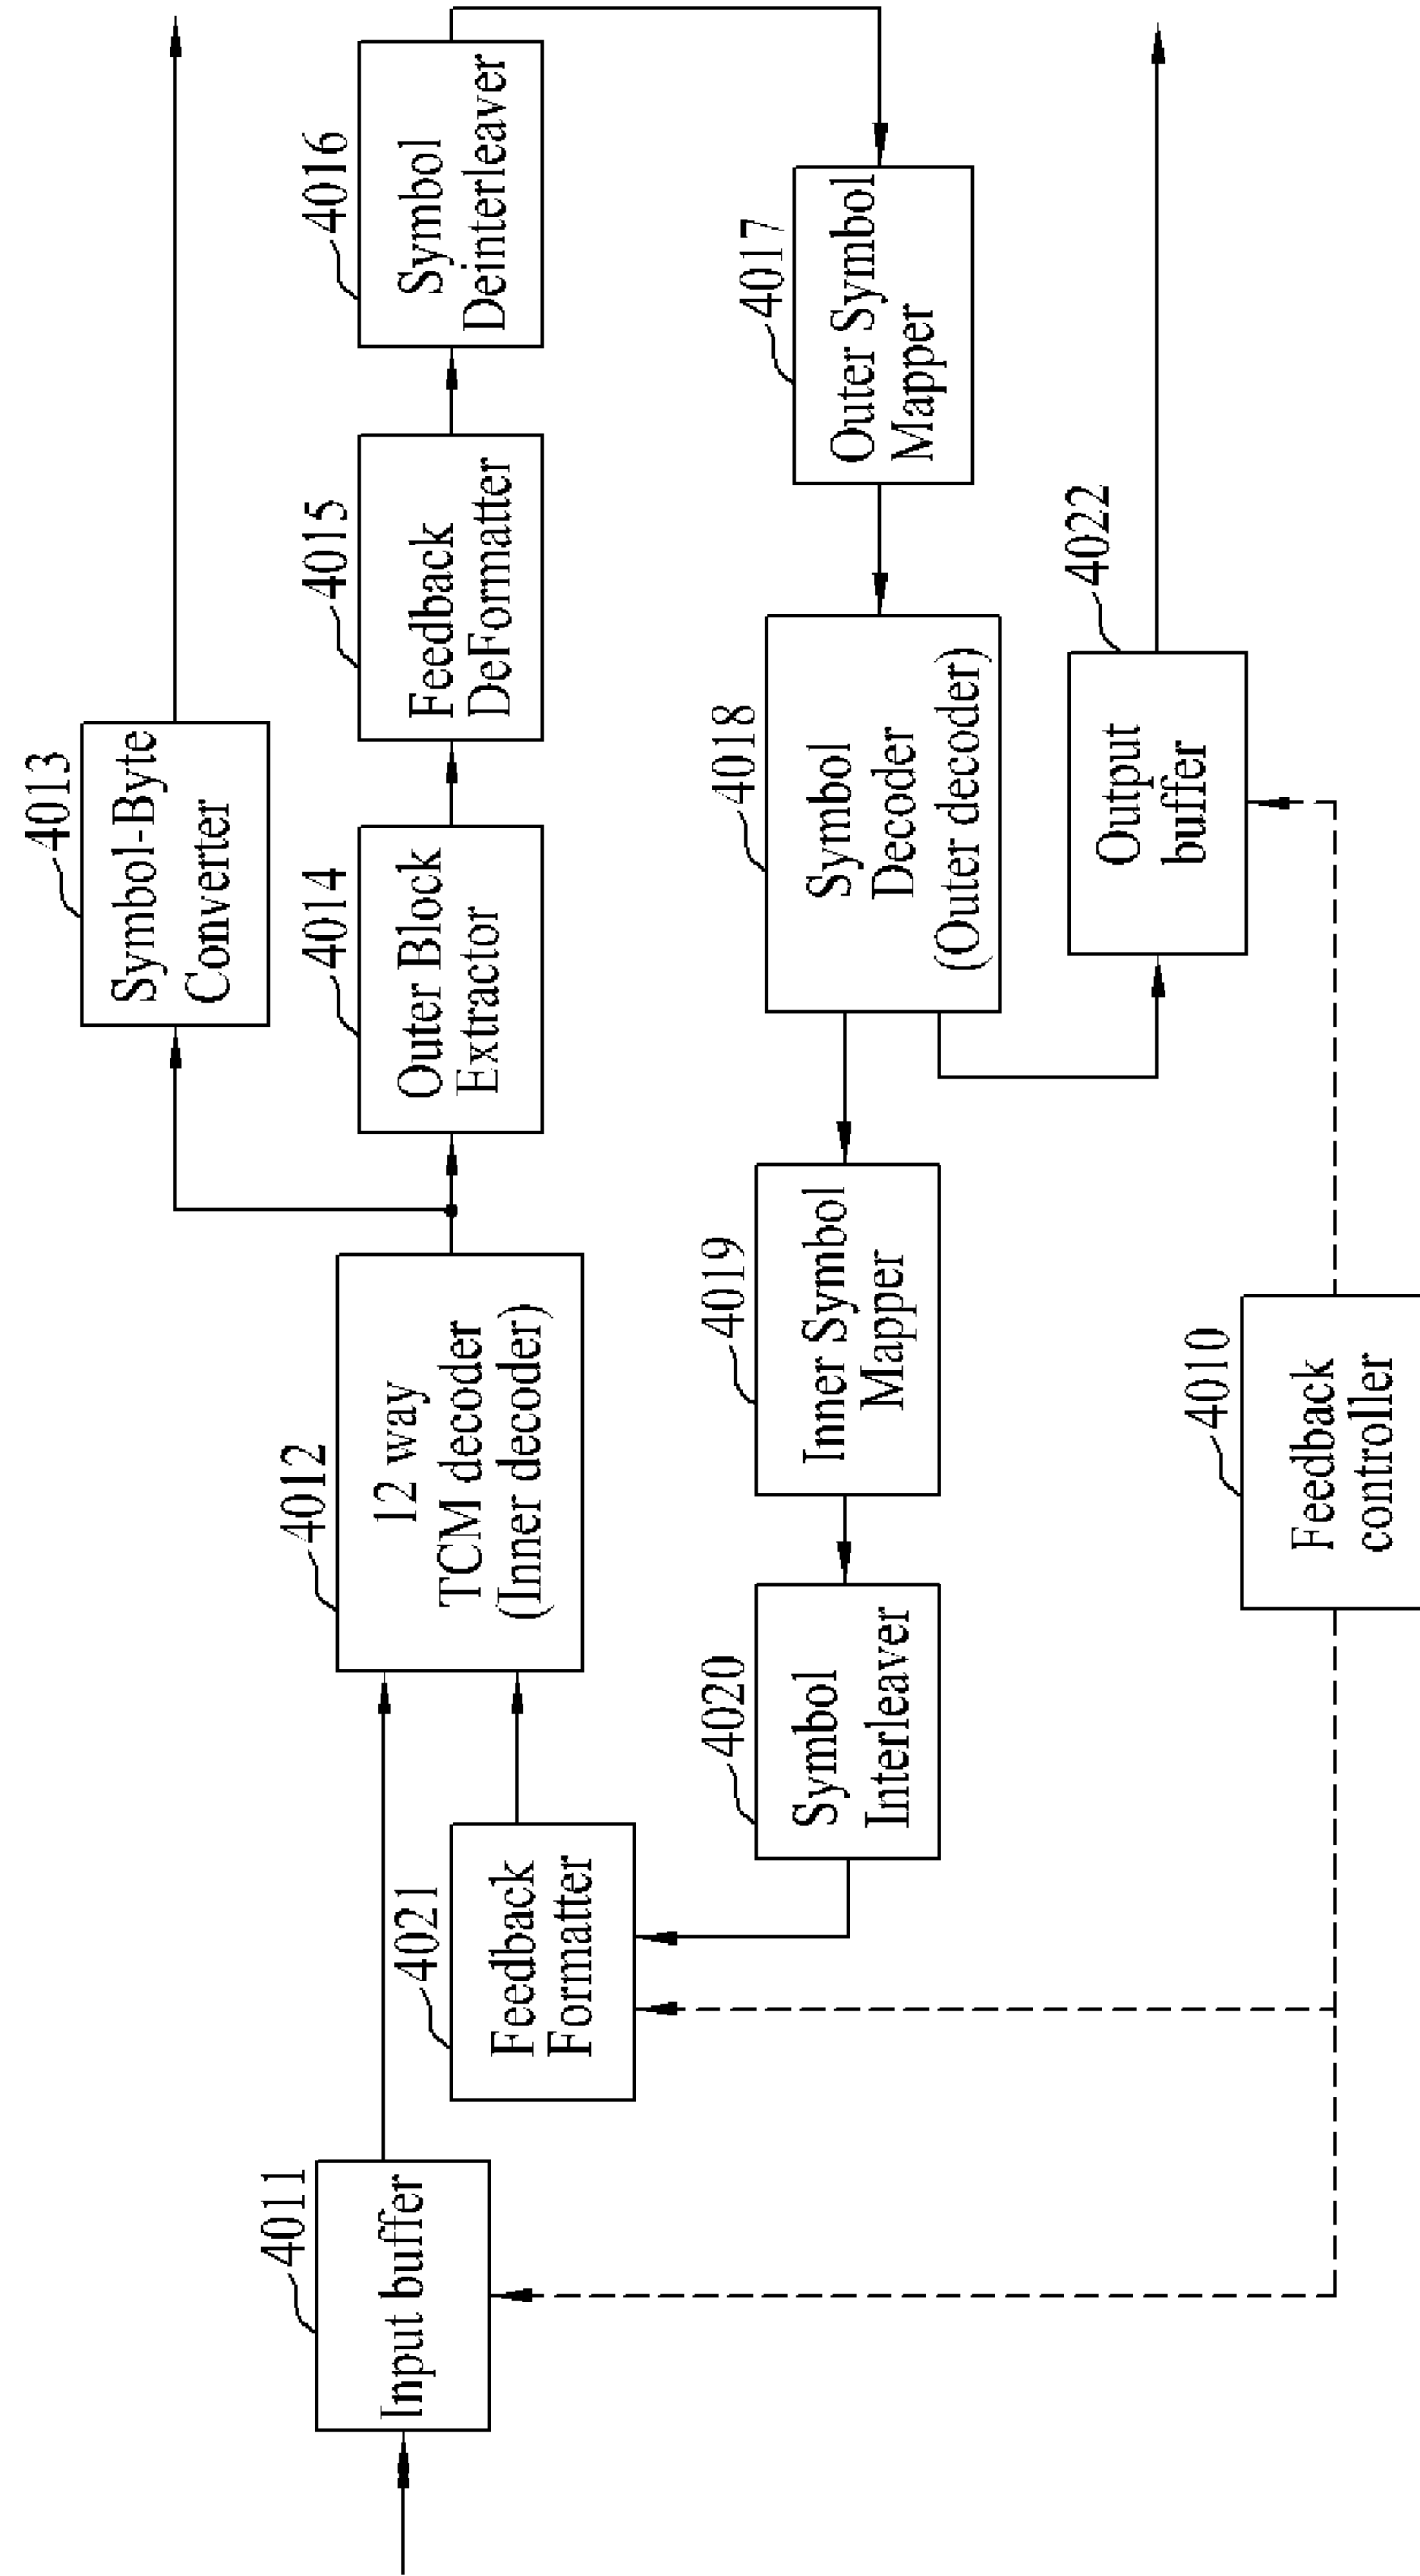 4013
Symbol-Byte
Converter
4012
12 way
TCM decoder
(Inner decoder)
4014
Outer Block
Extractor
4015
Feedback
DeFormatter
4016
Symbol
Deinterleaver
4011
Input buffer
4021
Feedback
Formatter
4020
Symbol
Interleaver
4019
Inner Symbol
Mapper
4018
Symbol
Decoder
(Outer decoder)
4017
Outer Symbol
Mapper
4022
Output
buffer
4010
Feedback
controller